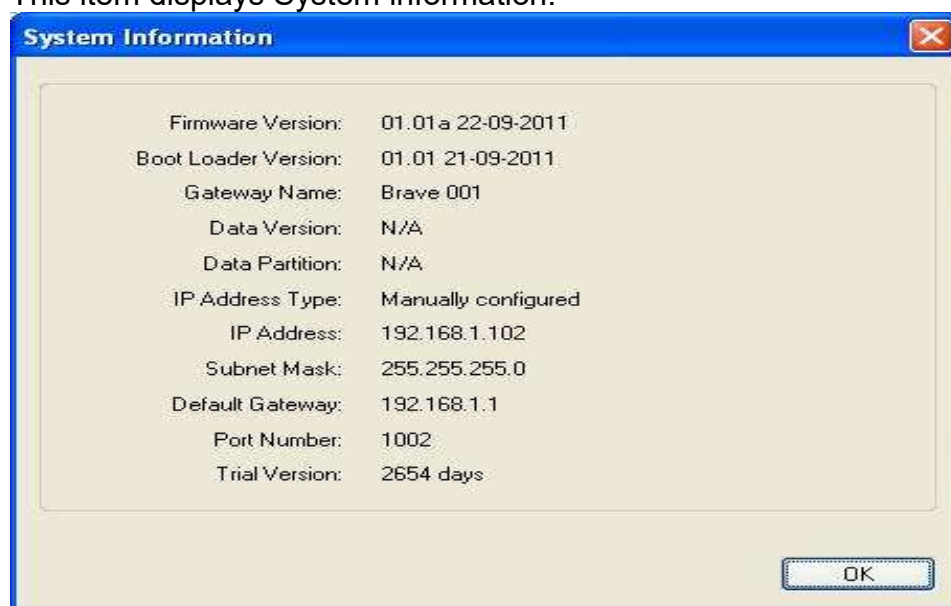 This item displays System Information.
System Information
Firmware Version: 01.01a 22-09-2011
Boot Loader Version: 01.01 21-09-2011
Gateway Name: Brave 001
Data Version: N/A
Data Partition: N/A
IP Address Type: Manually configured
IP Address: 192.168.1.102
Subnet Mask: 255.255.255.0
Default Gateway: 192.168.1.1
Port Number: 1002
Trial Version: 2654 days
OK